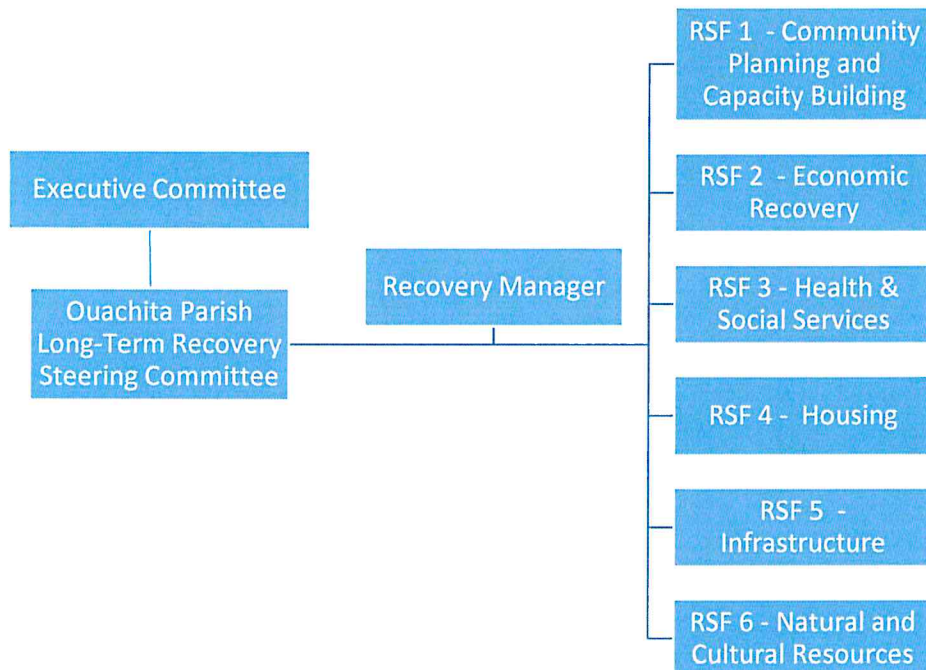 Executive Committee
Ouachita Parish
Long-Term Recovery
Steering Committee
Recovery Manager
RSF 1 - Community
Planning and
Capacity Building
RSF 2 - Economic
Recovery
RSF 3 - Health &
Social Services
RSF 4 - Housing
RSF 5 -
Infrastructure
RSF 6 - Natural and
Cultural Resources